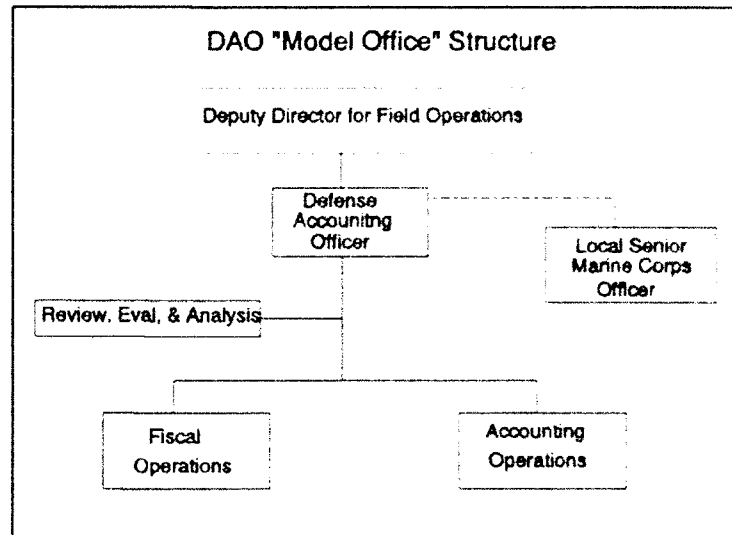 DAO "Model Office" Structure
Deputy Director for Field Operations
Defense
Accounitng
Officer
Local Senior
Marine Corps
Officer
Review, Eval, & Analysis
Fiscal
Operations
Accounting
Operations